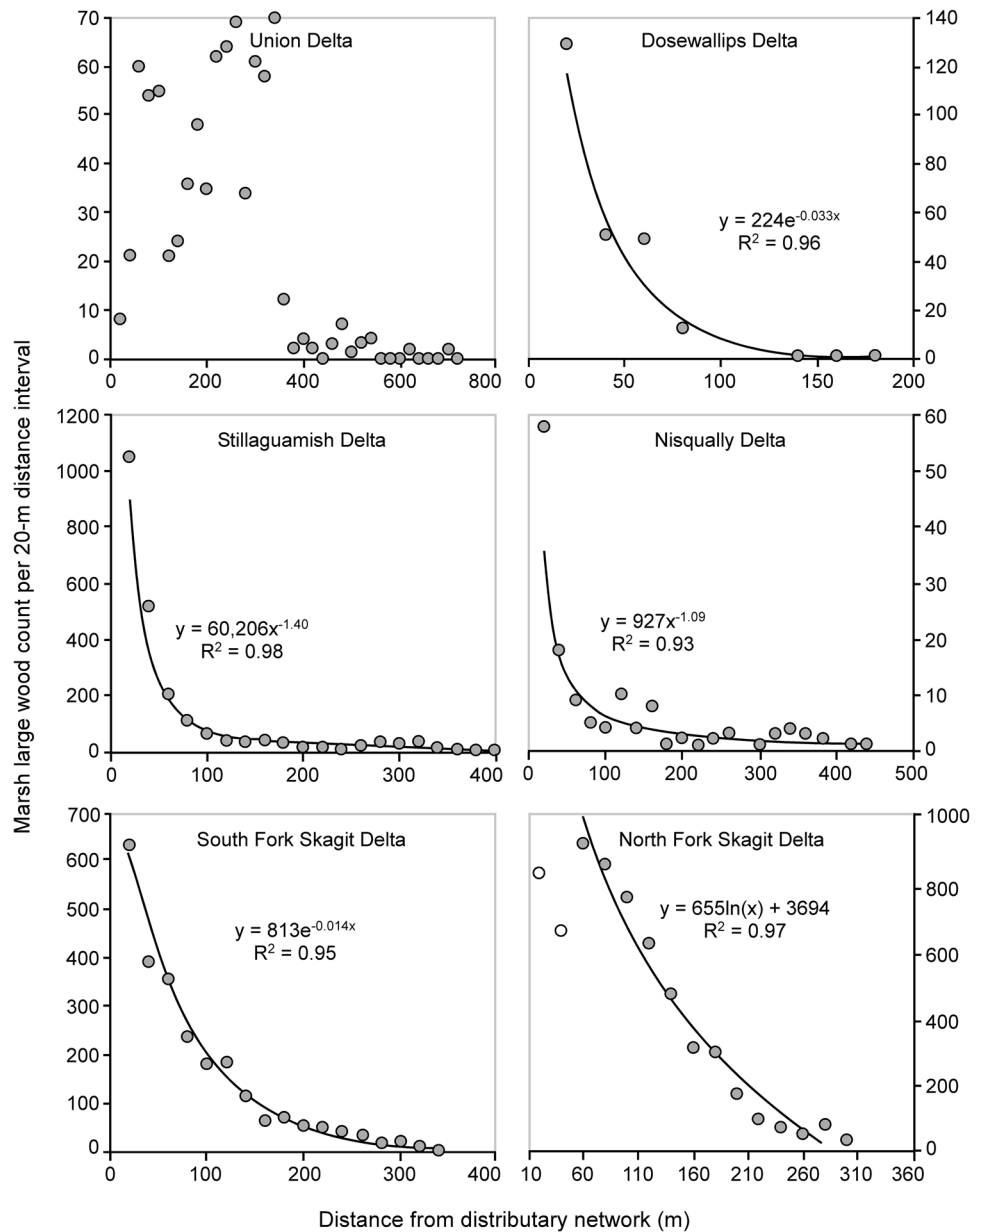 Marsh large wood count per 20-m distance interval
Union Delta
70
60
50
40
30
20
10
0
0 200 400 600 800
Dosewallips Delta
y = 224e^-0.033x
R² = 0.96
140
120
100
80
60
40
20
0
0 50 100 150 200
Stillaguamish Delta
y = 60,206x^-1.40
R² = 0.98
1200
1000
800
600
400
200
0
0 100 200 300 400
Nisqually Delta
y = 927x^-1.09
R² = 0.93
60
50
40
30
20
10
0
0 100 200 300 400 500
South Fork Skagit Delta
y = 813e^-0.014x
R² = 0.95
700
600
500
400
300
200
100
0
0 100 200 300 400
North Fork Skagit Delta
y = 655ln(x) + 3694
R² = 0.97
1000
800
600
400
200
0
10 60 110 160 210 260 310 360
Distance from distributary network (m)